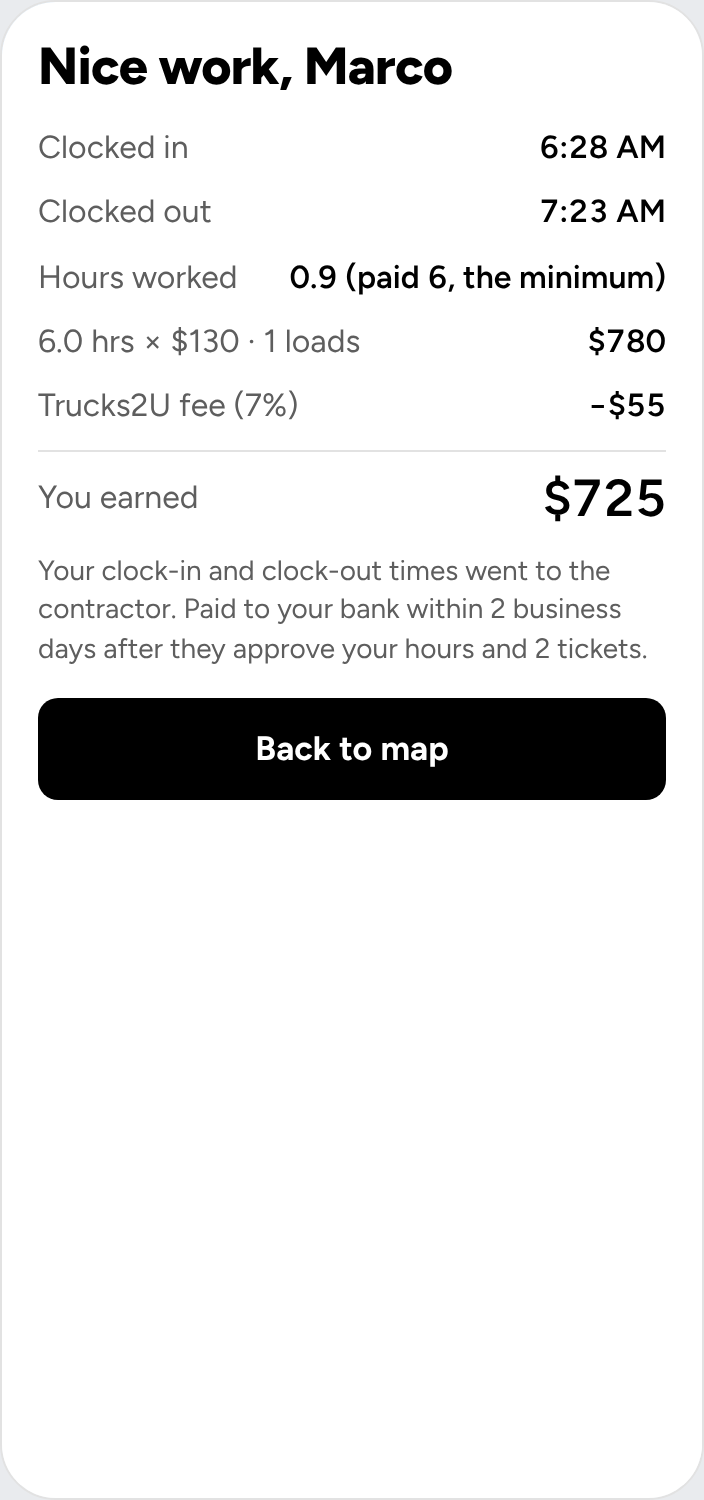 Nice work, Marco
Clocked in 6:28 AM
Clocked out 7:23 AM
Hours worked 0.9 (paid 6, the minimum)
6.0 hrs × $130 · 1 loads $780
Trucks2U fee (7%) −$55
You earned $725
Your clock-in and clock-out times went to the
contractor. Paid to your bank within 2 business
days after they approve your hours and 2 tickets.
Back to map